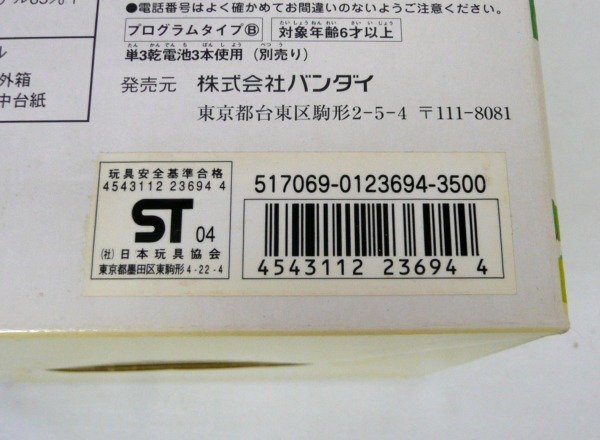 ●電話番号はよく確かめてお間違いのないようご注意ください。
プログラムタイプⒷ 対象年齢6才以上
単3乾電池3本使用(別売り)
ル
外箱
中台紙
発売元 株式会社バンダイ
東京都台東区駒形2-5-4 〒111-8081
玩具安全基準合格
4543112 23694 4
ST 04
(社)日本玩具協会
東京都墨田区東駒形4-22-4
517069-0123694-3500
4543112 236944